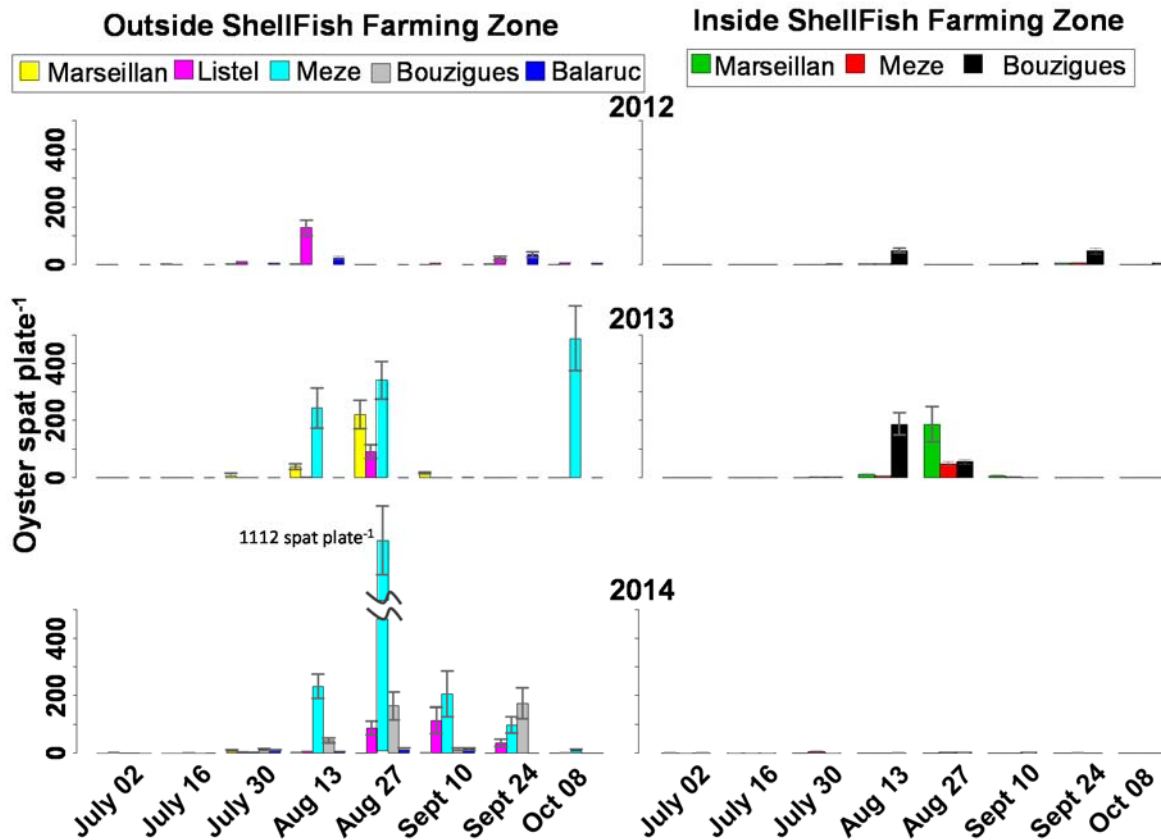 Outside ShellFish Farming Zone
Inside ShellFish Farming Zone
Marseillan Listel Meze Bouzigues Balaruc
Marseillan Meze Bouzigues
2012
400
200
0
2013
400
200
0
Oyster spat plate⁻¹
1112 spat plate⁻¹
2014
400
200
0
July 02 July 16 July 30 Aug 13 Aug 27 Sept 10 Sept 24 Oct 08
July 02 July 16 July 30 Aug 13 Aug 27 Sept 10 Sept 24 Oct 08